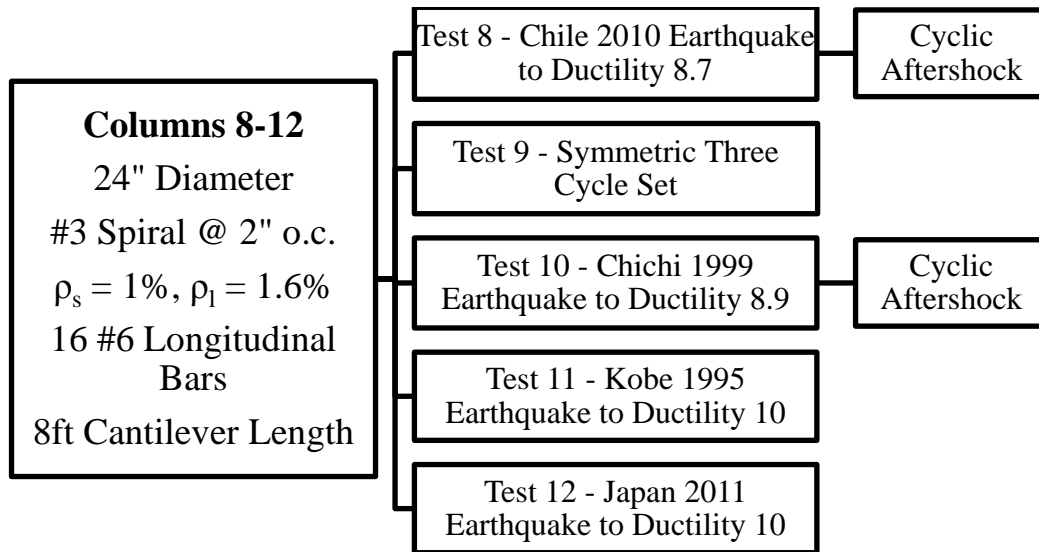 Columns 8-12
24" Diameter
#3 Spiral @ 2" o.c.
ρs = 1%, ρl = 1.6%
16 #6 Longitudinal
Bars
8ft Cantilever Length
Test 8 - Chile 2010 Earthquake
to Ductility 8.7
Cyclic
Aftershock
Test 9 - Symmetric Three
Cycle Set
Test 10 - Chichi 1999
Earthquake to Ductility 8.9
Cyclic
Aftershock
Test 11 - Kobe 1995
Earthquake to Ductility 10
Test 12 - Japan 2011
Earthquake to Ductility 10